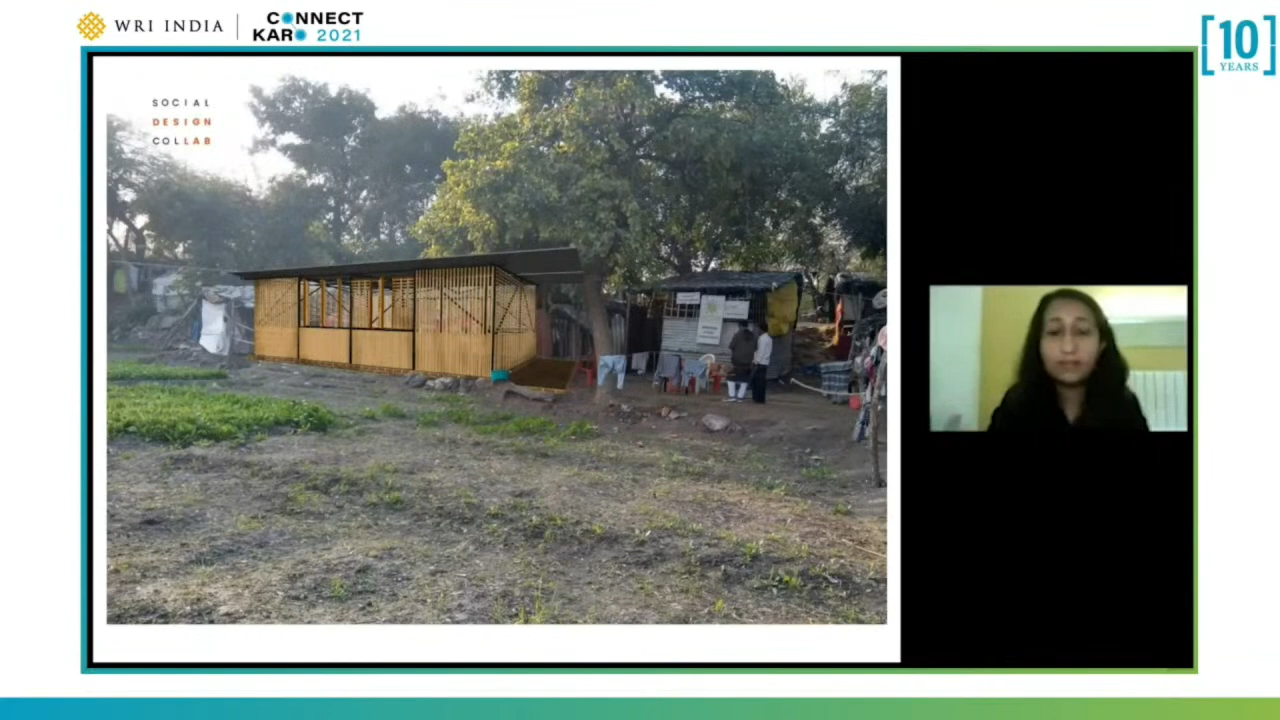 WRI INDIA
CONNECT
KARO 2021
[10]
YEARS
SOCIAL
DESIGN
COLLAB